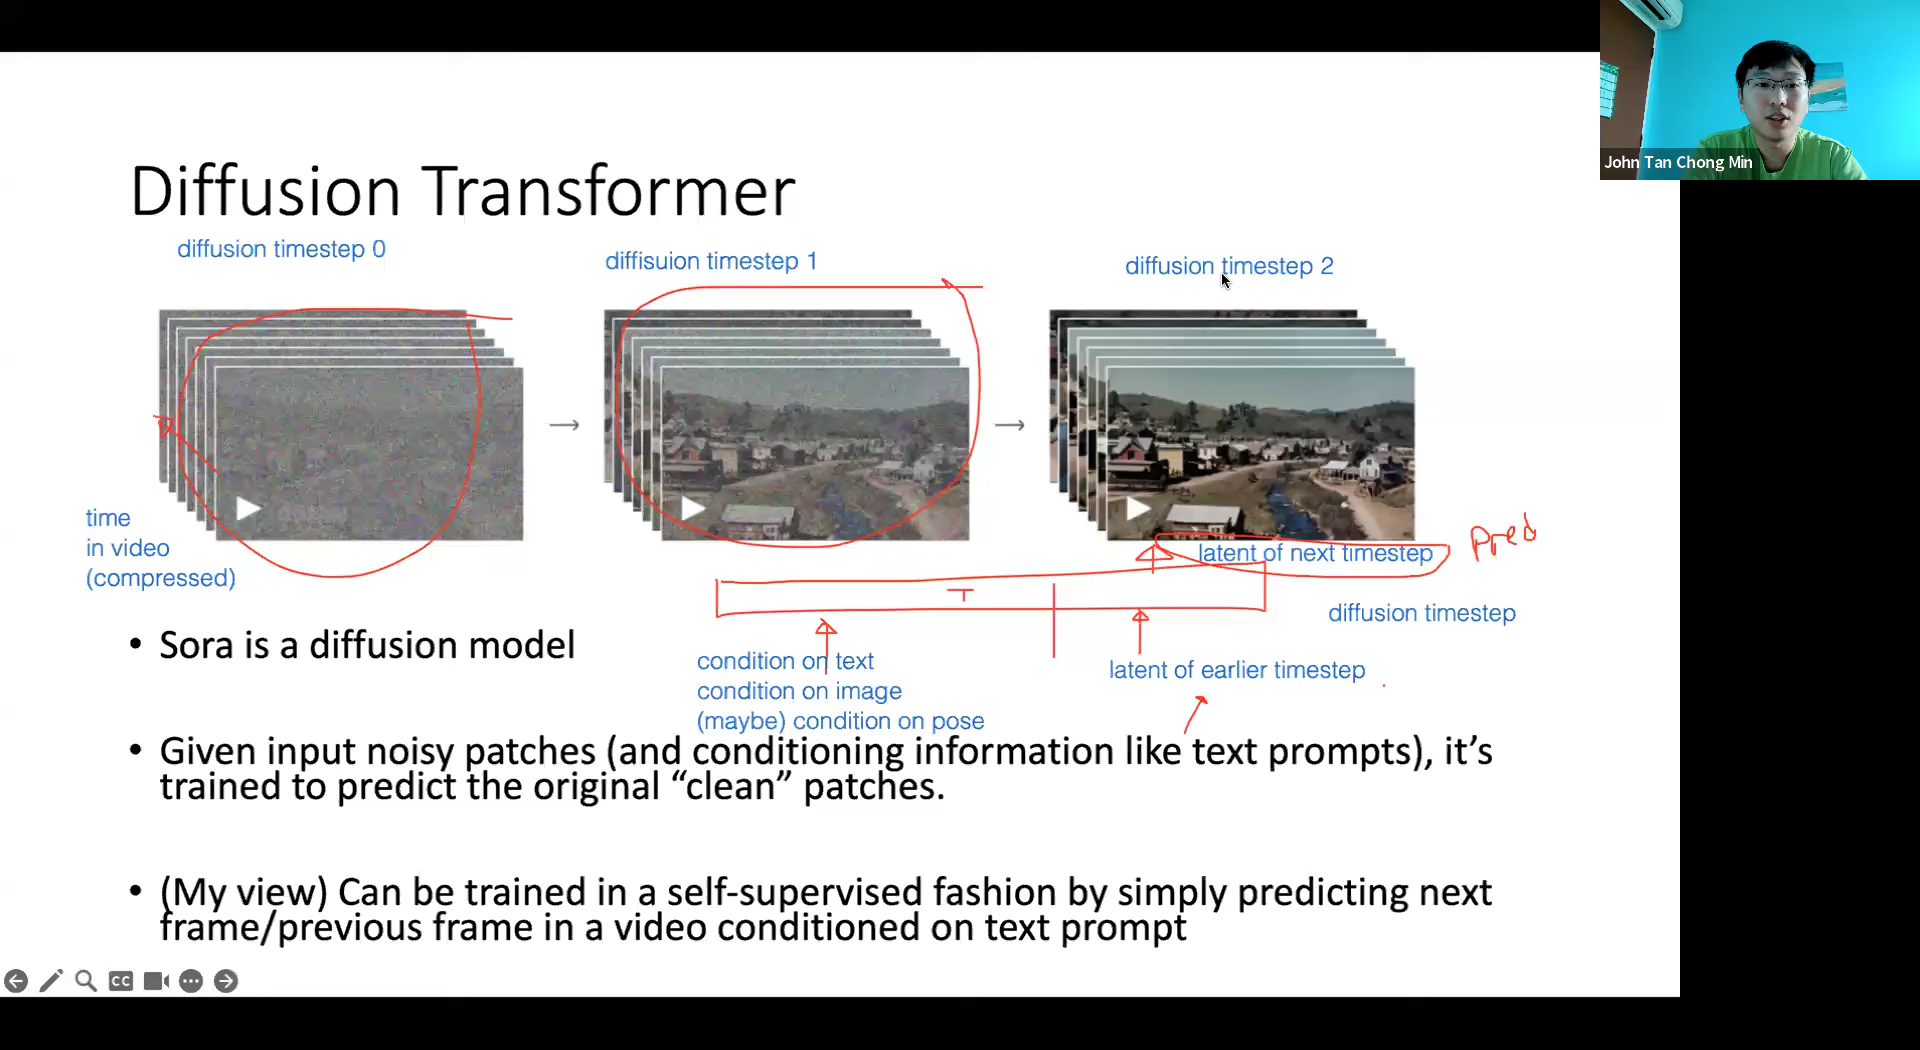 John Tan Chong Min
Diffusion Transformer
diffusion timestep 0
diffisuion timestep 1
diffusion timestep 2
time
in video
(compressed)
latent of next timestep
Pred
T
diffusion timestep
condition on text
condition on image
(maybe) condition on pose
latent of earlier timestep
• Sora is a diffusion model
• Given input noisy patches (and conditioning information like text prompts), it’s
trained to predict the original “clean” patches.
• (My view) Can be trained in a self-supervised fashion by simply predicting next
frame/previous frame in a video conditioned on text prompt
CC